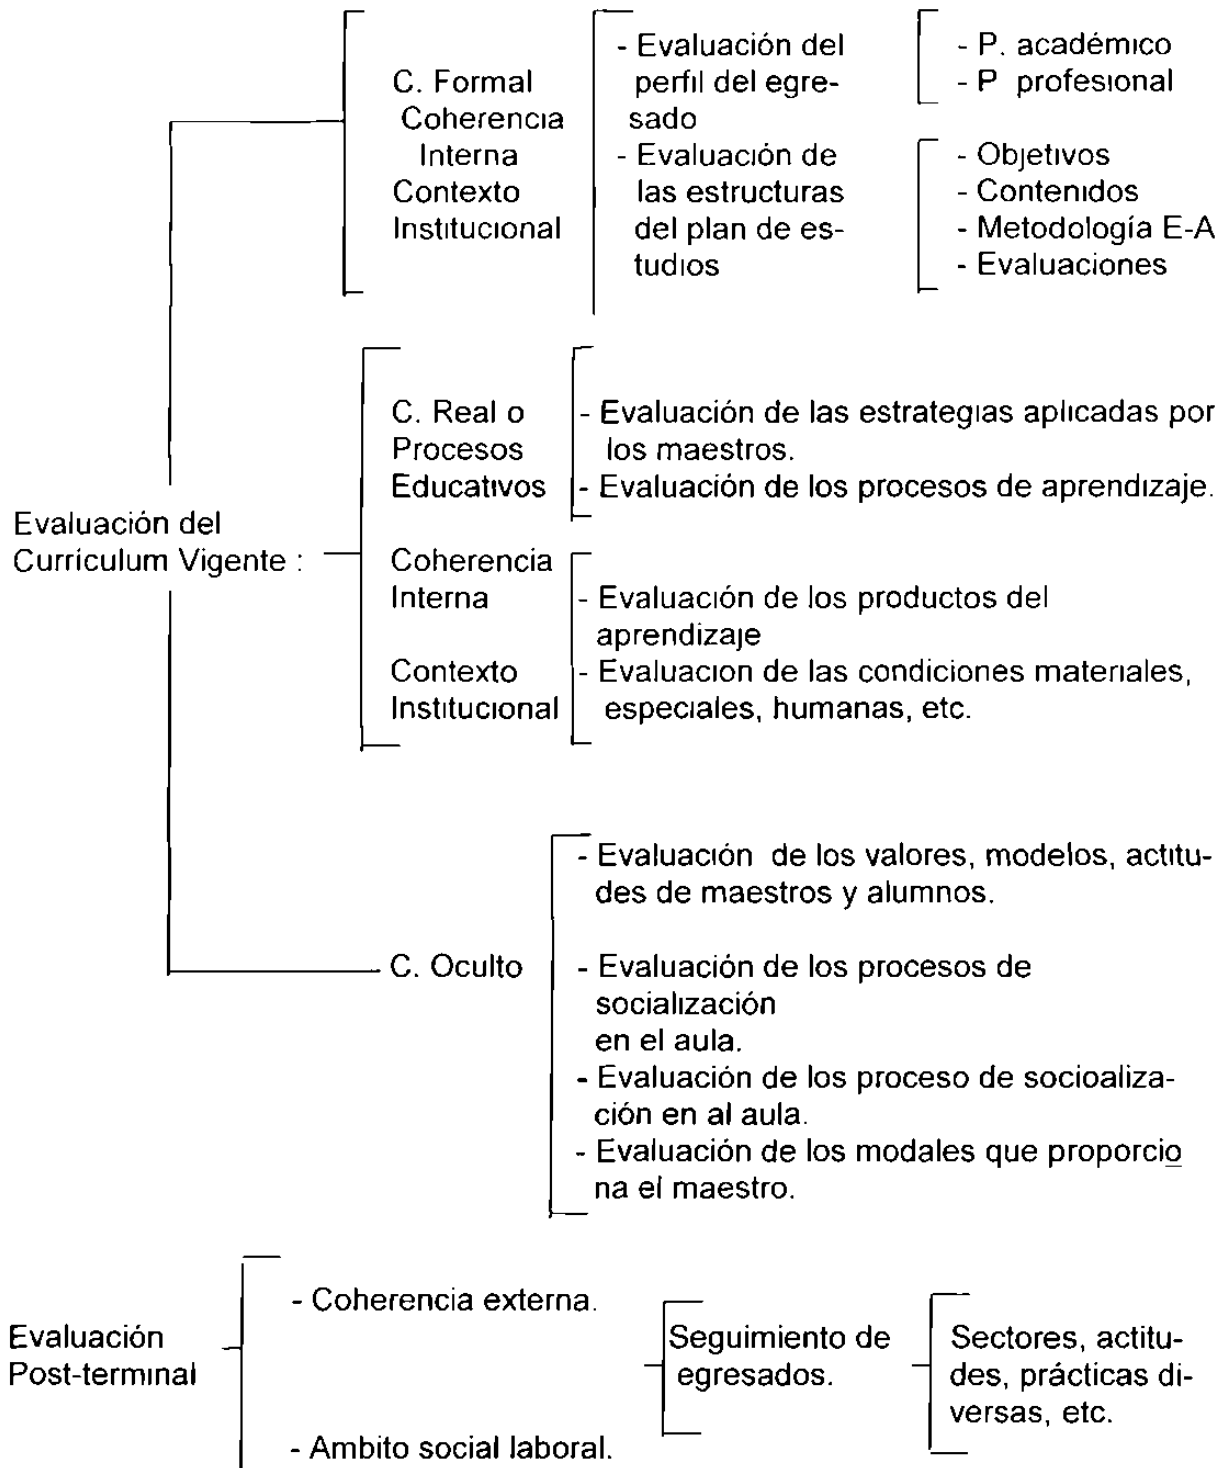 - Evaluación del
perfil del egre-
sado
- Evaluación de
las estructuras
del plan de es-
tudios
C. Formal
Coherencia
Interna
Contexto
Institucional
- P. académico
- P profesional
- Objetivos
- Contenidos
- Metodología E-A
- Evaluaciones
Evaluación del
Currículum Vigente :
C. Real o
Procesos
Educativos
- Evaluación de las estrategias aplicadas por
los maestros.
- Evaluación de los procesos de aprendizaje.
Coherencia
Interna
Contexto
Institucional
- Evaluación de los productos del
aprendizaje
- Evaluacion de las condiciones materiales,
especiales, humanas, etc.
C. Oculto
- Evaluación de los valores, modelos, actitu-
des de maestros y alumnos.
- Evaluación de los procesos de
socialización
en el aula.
- Evaluación de los proceso de socioaliza-
ción en al aula.
- Evaluación de los modales que proporcio
na el maestro.
Evaluación
Post-terminal
- Coherencia externa.
- Ambito social laboral.
Seguimiento de
egresados.
Sectores, actitu-
des, prácticas di-
versas, etc.